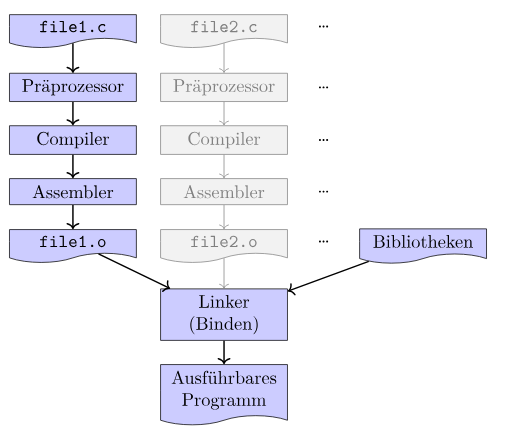 file1.c file2.c ...
Präprozessor Präprozessor ...
Compiler Compiler ...
Assembler Assembler ...
file1.o file2.o ... Bibliotheken
Linker
(Binden)
Ausführbares
Programm